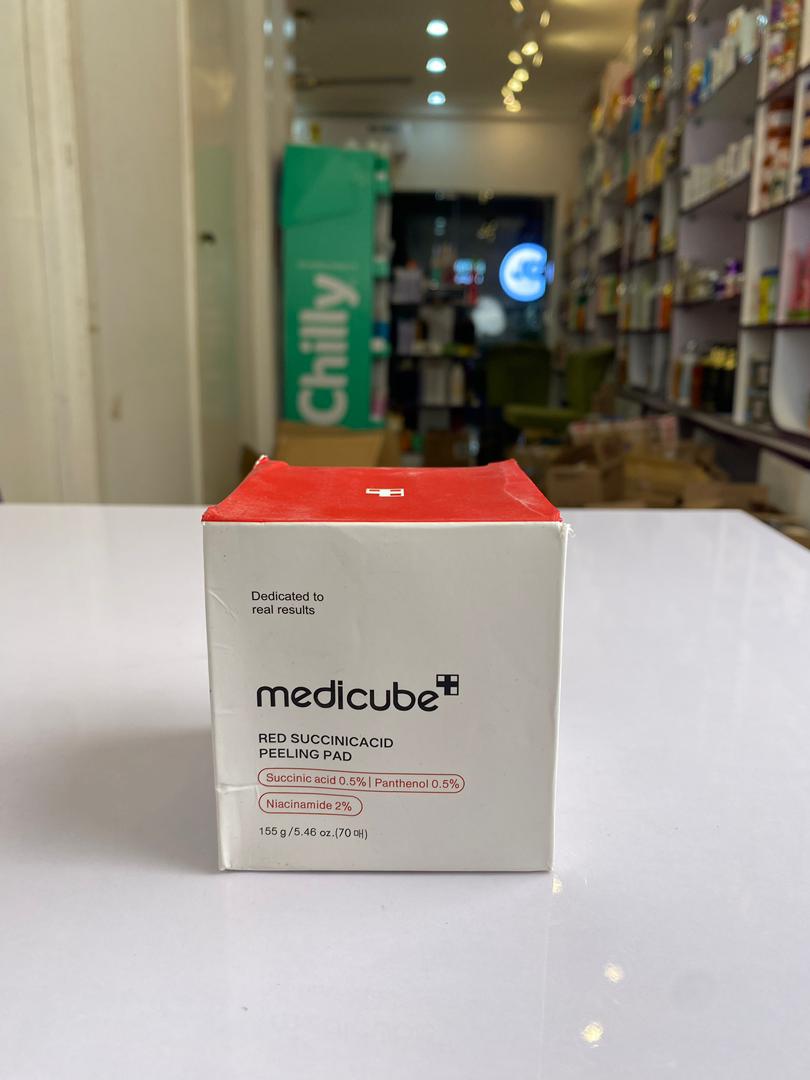 Chilly
Dedicated to
real results
medicube
RED SUCCINICACID
PEELING PAD
Succinic acid 0.5% | Panthenol 0.5%
Niacinamide 2%
155 g / 5.46 oz.(70 매)